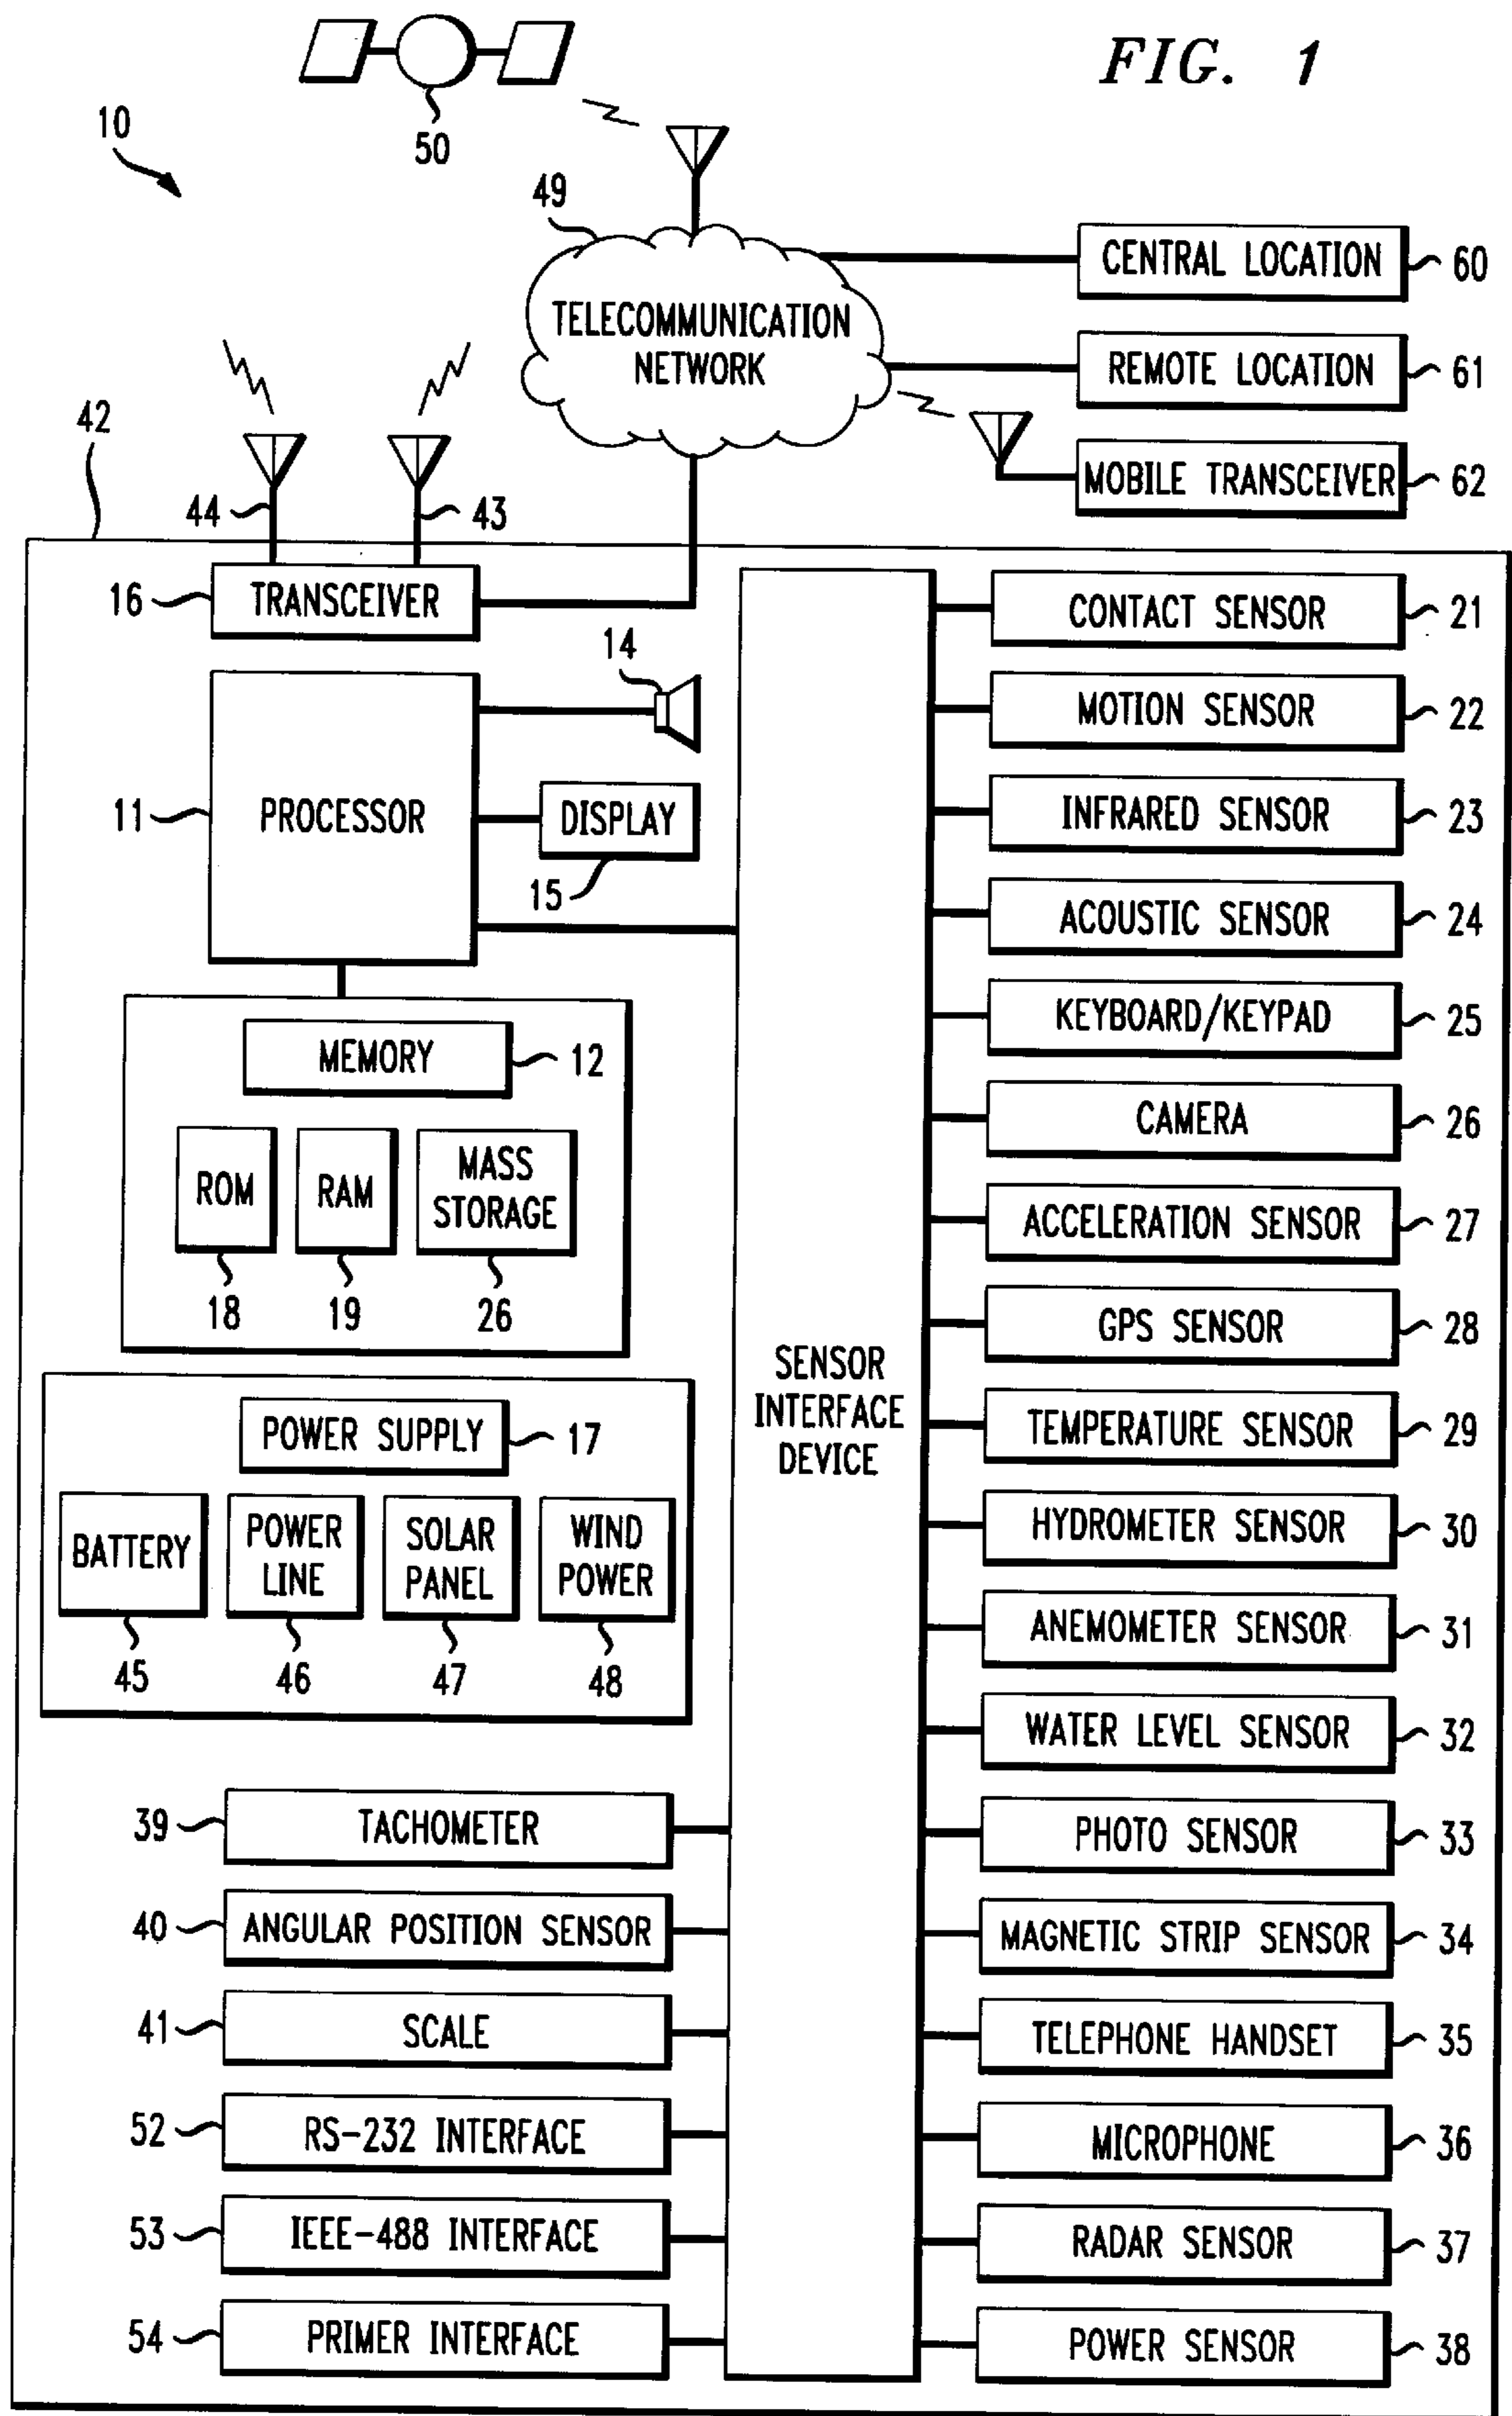 FIG. 1
10
50
49
TELECOMMUNICATION
NETWORK
CENTRAL LOCATION 60
REMOTE LOCATION 61
MOBILE TRANSCEIVER 62
42
44
43
16 TRANSCEIVER
14
11 PROCESSOR
DISPLAY
15
MEMORY 12
ROM
RAM
MASS
STORAGE
18
19
26
POWER SUPPLY 17
BATTERY
POWER
LINE
SOLAR
PANEL
WIND
POWER
45
46
47
48
39 TACHOMETER
40 ANGULAR POSITION SENSOR
41 SCALE
52 RS-232 INTERFACE
53 IEEE-488 INTERFACE
54 PRIMER INTERFACE
SENSOR
INTERFACE
DEVICE
CONTACT SENSOR 21
MOTION SENSOR 22
INFRARED SENSOR 23
ACOUSTIC SENSOR 24
KEYBOARD/KEYPAD 25
CAMERA 26
ACCELERATION SENSOR 27
GPS SENSOR 28
TEMPERATURE SENSOR 29
HYDROMETER SENSOR 30
ANEMOMETER SENSOR 31
WATER LEVEL SENSOR 32
PHOTO SENSOR 33
MAGNETIC STRIP SENSOR 34
TELEPHONE HANDSET 35
MICROPHONE 36
RADAR SENSOR 37
POWER SENSOR 38